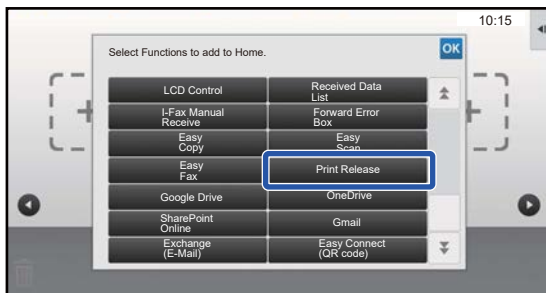 10:15
Select Functions to add to Home.
OK
LCD Control
Received Data
List
I-Fax Manual
Receive
Forward Error
Box
Easy
Copy
Easy
Scan
Easy
Fax
Print Release
Google Drive
OneDrive
SharePoint
Online
Gmail
Exchange
(E-Mail)
Easy Connect
(QR code)